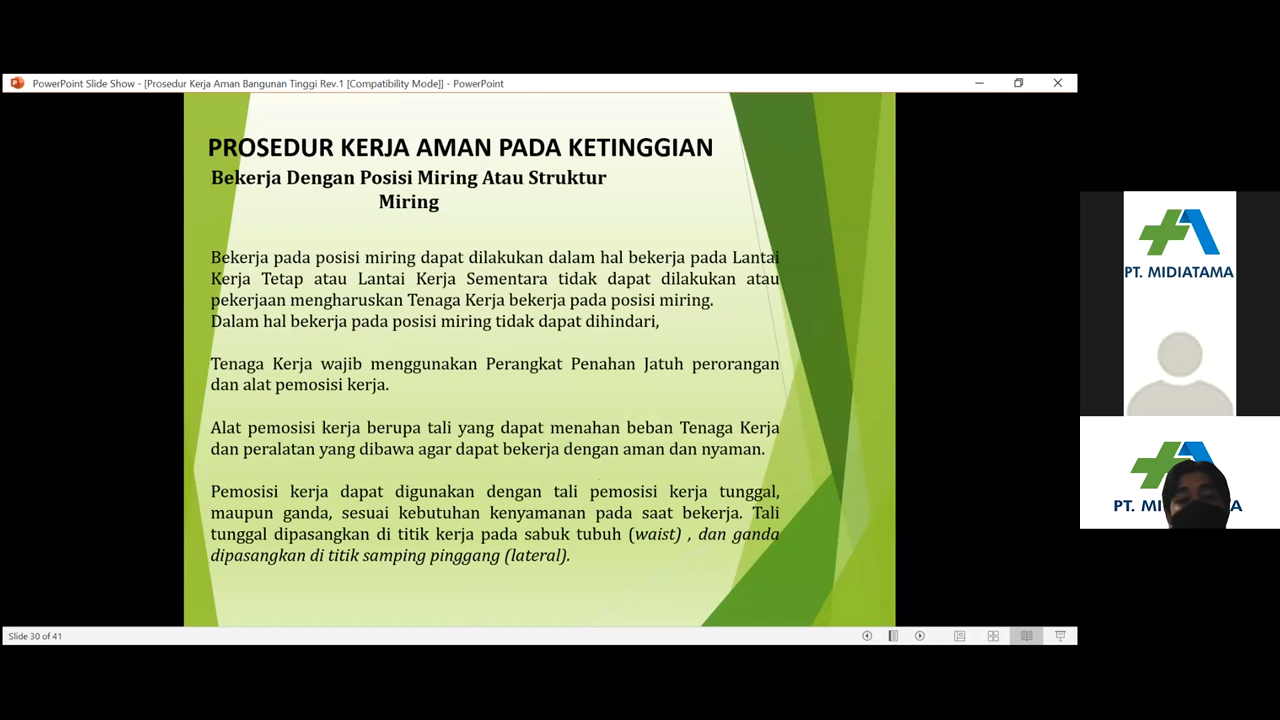 PowerPoint Slide Show - [Prosedur Kerja Aman Bangunan Tinggi Rev.1 [Compatibility Mode]] - PowerPoint
PROSEDUR KERJA AMAN PADA KETINGGIAN
Bekerja Dengan Posisi Miring Atau Struktur
Miring
Bekerja pada posisi miring dapat dilakukan dalam hal bekerja pada Lantai
Kerja Tetap atau Lantai Kerja Sementara tidak dapat dilakukan atau
pekerjaan mengharuskan Tenaga Kerja bekerja pada posisi miring.
Dalam hal bekerja pada posisi miring tidak dapat dihindari,
Tenaga Kerja wajib menggunakan Perangkat Penahan Jatuh perorangan
dan alat pemosisi kerja.
Alat pemosisi kerja berupa tali yang dapat menahan beban Tenaga Kerja
dan peralatan yang dibawa agar dapat bekerja dengan aman dan nyaman.
Pemosisi kerja dapat digunakan dengan tali pemosisi kerja tunggal,
maupun ganda, sesuai kebutuhan kenyamanan pada saat bekerja. Tali
tunggal dipasangkan di titik kerja pada sabuk tubuh (waist) , dan ganda
dipasangkan di titik samping pinggang (lateral).
Slide 30 of 41
PT. MIDIATAMA
PT. MI A